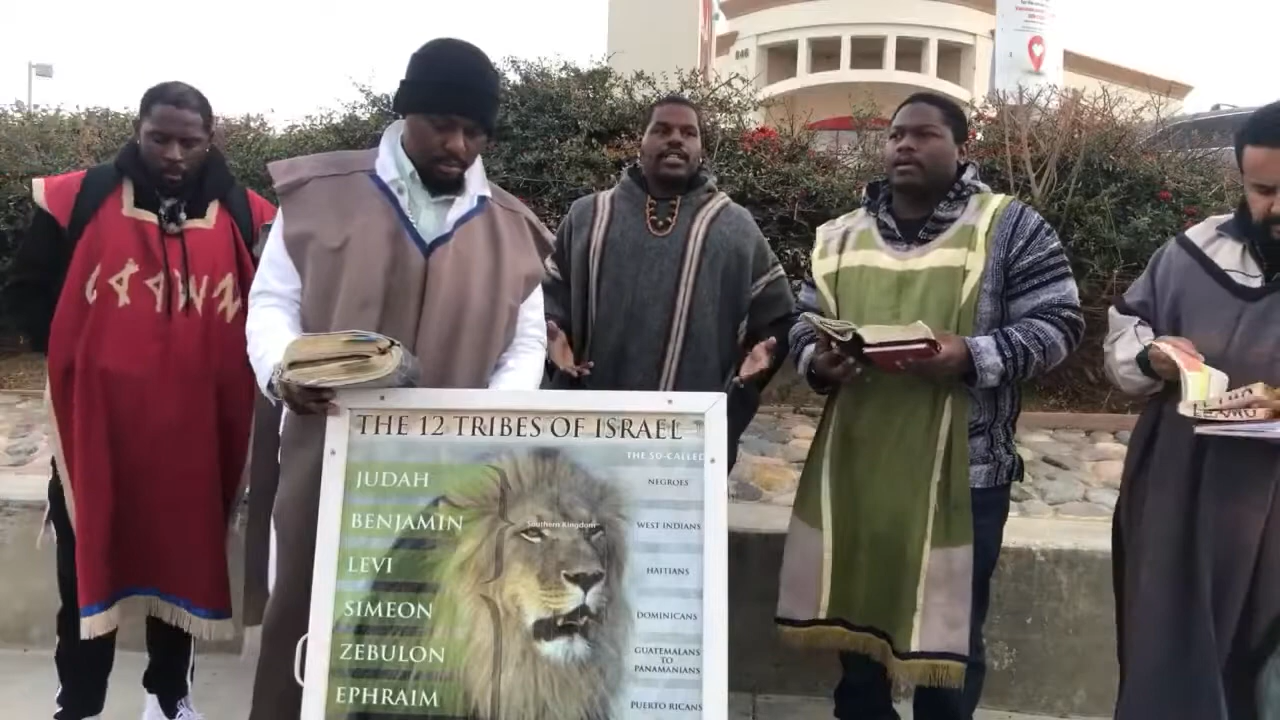 THE 12 TRIBES OF ISRAEL
THE SO-CALLED
JUDAH
NEGROES
BENJAMIN
Southern Kingdom
WEST INDIANS
LEVI
HAITIANS
SIMEON
DOMINICANS
ZEBULON
GUATEMALANS
TO
PANAMANIANS
EPHRAIM
PUERTO RICANS
846